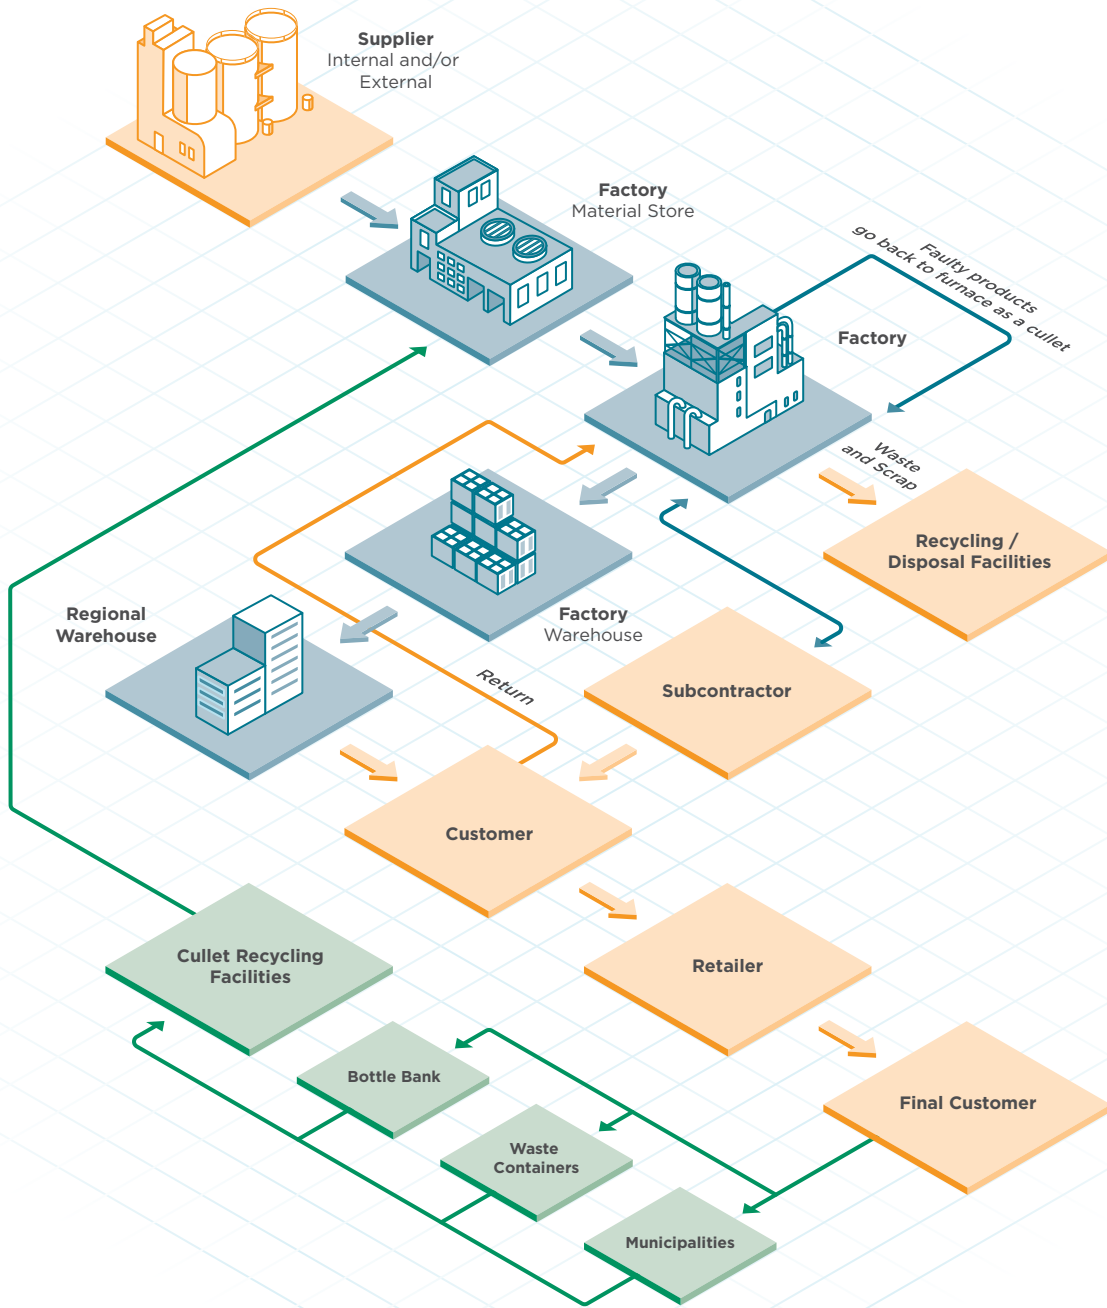 Supplier
Internal and/or
External
Factory
Material Store
Faulty products
go back to furnace as a cullet
Factory
Waste
and Scrap
Recycling /
Disposal Facilities
Regional
Warehouse
Factory
Warehouse
Return
Subcontractor
Customer
Cullet Recycling
Facilities
Retailer
Bottle Bank
Final Customer
Waste
Containers
Municipalities